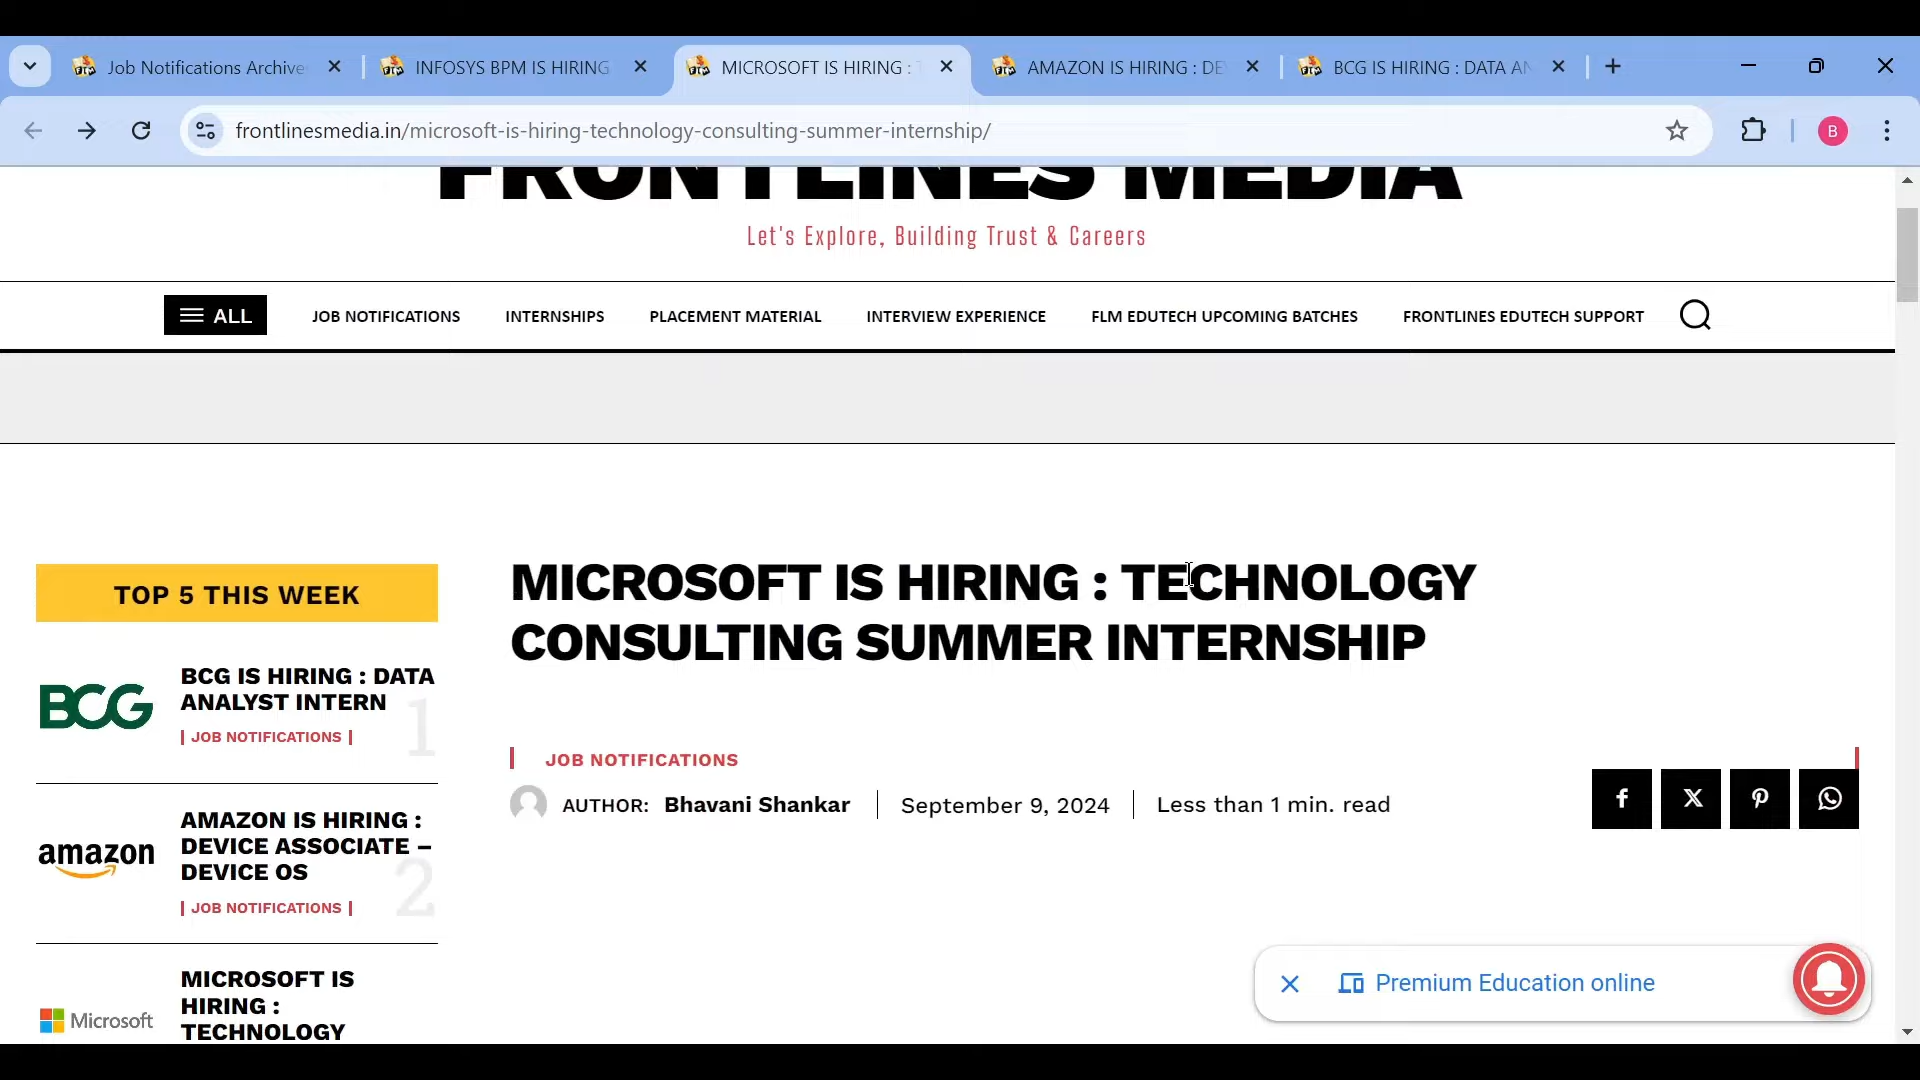 Job Notifications Archive
INFOSYS BPM IS HIRING
MICROSOFT IS HIRING : T
AMAZON IS HIRING : DE
BCG IS HIRING : DATA AN
frontlinesmedia.in/microsoft-is-hiring-technology-consulting-summer-internship/
B
FRONTLINES MEDIA
Let's Explore, Building Trust & Careers
ALL
JOB NOTIFICATIONS
INTERNSHIPS
PLACEMENT MATERIAL
INTERVIEW EXPERIENCE
FLM EDUTECH UPCOMING BATCHES
FRONTLINES EDUTECH SUPPORT
TOP 5 THIS WEEK
BCG
BCG IS HIRING : DATA
ANALYST INTERN
1
JOB NOTIFICATIONS
amazon
AMAZON IS HIRING :
DEVICE ASSOCIATE –
DEVICE OS
2
JOB NOTIFICATIONS
Microsoft
MICROSOFT IS
HIRING :
TECHNOLOGY
MICROSOFT IS HIRING : TECHNOLOGY
CONSULTING SUMMER INTERNSHIP
JOB NOTIFICATIONS
AUTHOR: Bhavani Shankar
September 9, 2024
Less than 1 min. read
Premium Education online